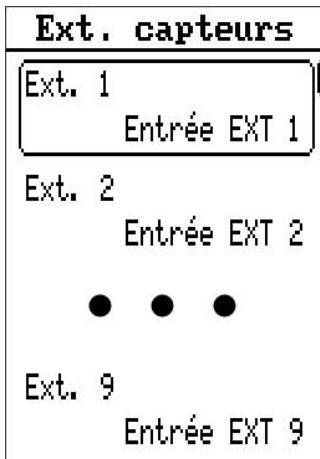 Ext. capteurs
Ext. 1
Entrée EXT 1
Ext. 2
Entrée EXT 2
Ext. 9
Entrée EXT 9